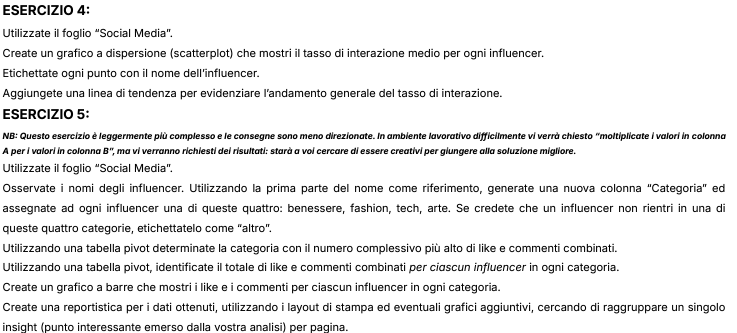 ESERCIZIO 4:
Utilizzate il foglio “Social Media”.
Create un grafico a dispersione (scatterplot) che mostri il tasso di interazione medio per ogni influencer.
Etichettate ogni punto con il nome dell’influencer.
Aggiungete una linea di tendenza per evidenziare l’andamento generale del tasso di interazione.
ESERCIZIO 5:
NB: Questo esercizio è leggermente più complesso e le consegne sono meno direzionate. In ambiente lavorativo difficilmente vi verrà chiesto “moltiplicate i valori in colonna
A per i valori in colonna B”, ma vi verranno richiesti dei risultati: starà a voi cercare di essere creativi per giungere alla soluzione migliore.
Utilizzate il foglio “Social Media”.
Osservate i nomi degli influencer. Utilizzando la prima parte del nome come riferimento, generate una nuova colonna “Categoria” ed
assegnate ad ogni influencer una di queste quattro: benessere, fashion, tech, arte. Se credete che un influencer non rientri in una di
queste quattro categorie, etichettatelo come “altro”.
Utilizzando una tabella pivot determinate la categoria con il numero complessivo più alto di like e commenti combinati.
Utilizzando una tabella pivot, identificate il totale di like e commenti combinati per ciascun influencer in ogni categoria.
Create un grafico a barre che mostri i like e i commenti per ciascun influencer in ogni categoria.
Create una reportistica per i dati ottenuti, utilizzando i layout di stampa ed eventuali grafici aggiuntivi, cercando di raggruppare un singolo
insight (punto interessante emerso dalla vostra analisi) per pagina.